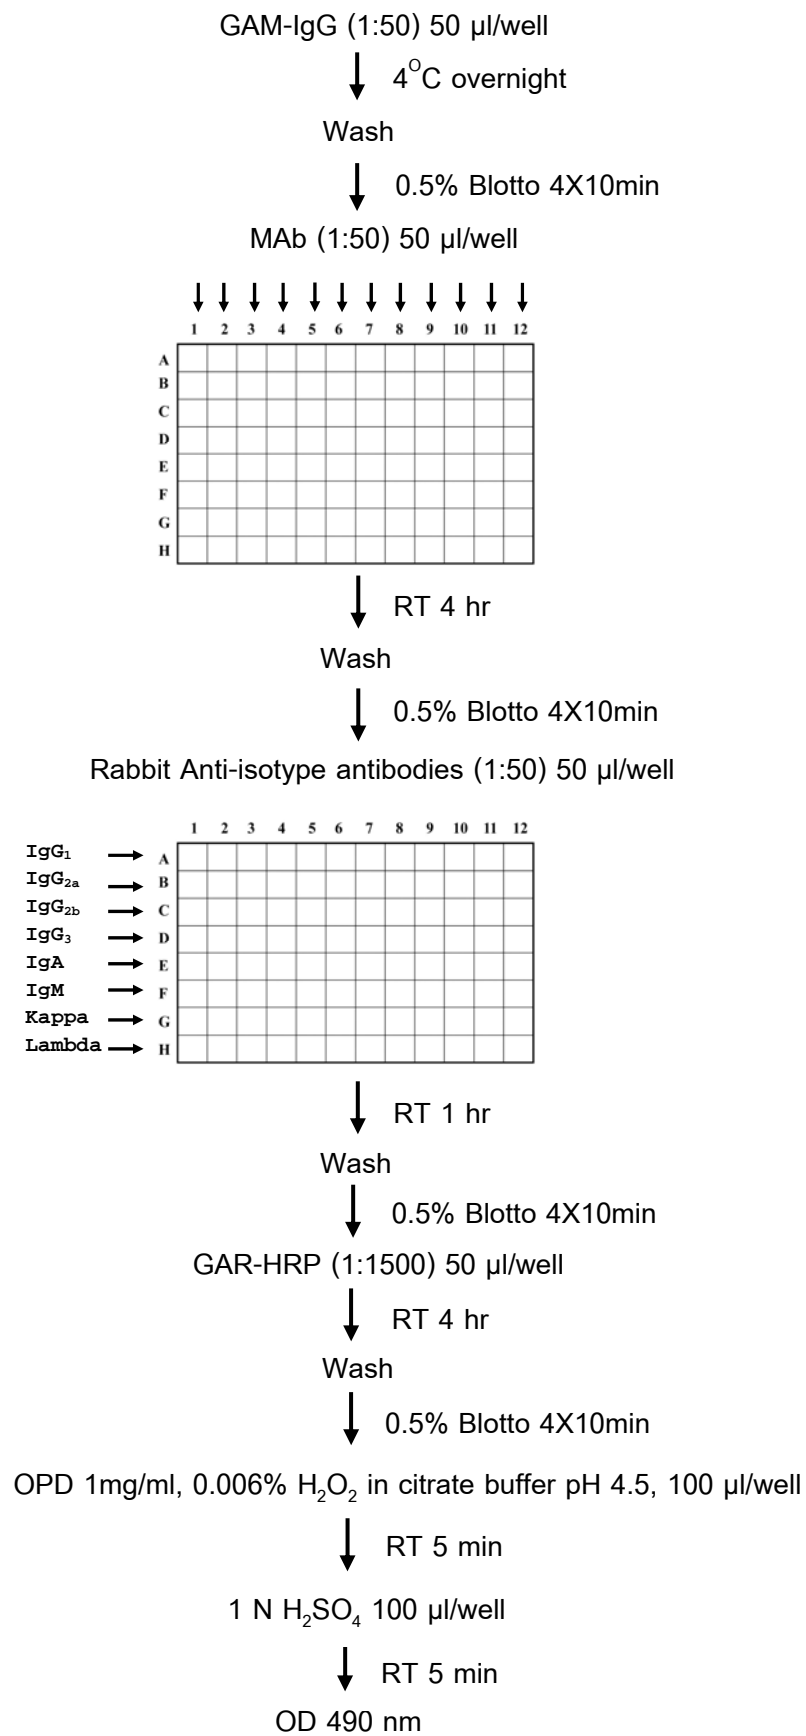 GAM-IgG (1:50) 50 µl/well
4°C overnight
Wash
0.5% Blotto 4X10min
MAb (1:50) 50 µl/well
1 2 3 4 5 6 7 8 9 10 11 12
A
B
C
D
E
F
G
H
RT 4 hr
Wash
0.5% Blotto 4X10min
Rabbit Anti-isotype antibodies (1:50) 50 µl/well
1 2 3 4 5 6 7 8 9 10 11 12
IgG₁ A
IgG₂ₐ B
IgG2b C
IgG₃ D
IgA E
IgM F
Kappa G
Lambda H
RT 1 hr
Wash
0.5% Blotto 4X10min
GAR-HRP (1:1500) 50 µl/well
RT 4 hr
Wash
0.5% Blotto 4X10min
OPD 1mg/ml, 0.006% H₂O₂ in citrate buffer pH 4.5, 100 µl/well
RT 5 min
1 N H₂SO₄ 100 µl/well
RT 5 min
OD 490 nm